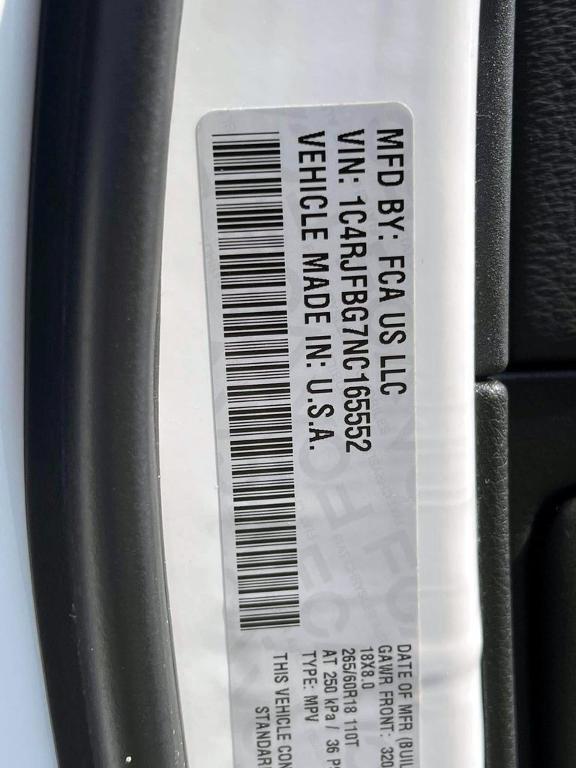 MFD BY: FCA US LLC
VIN: 1C4RJFBG7NC165552
VEHICLE MADE IN: U.S.A.
DATE OF MFR
GAWR FRONT:
18X8.0
265/60R18 110T
AT 250 kPa / 36
TYPE: MPV
THIS VEHICLE